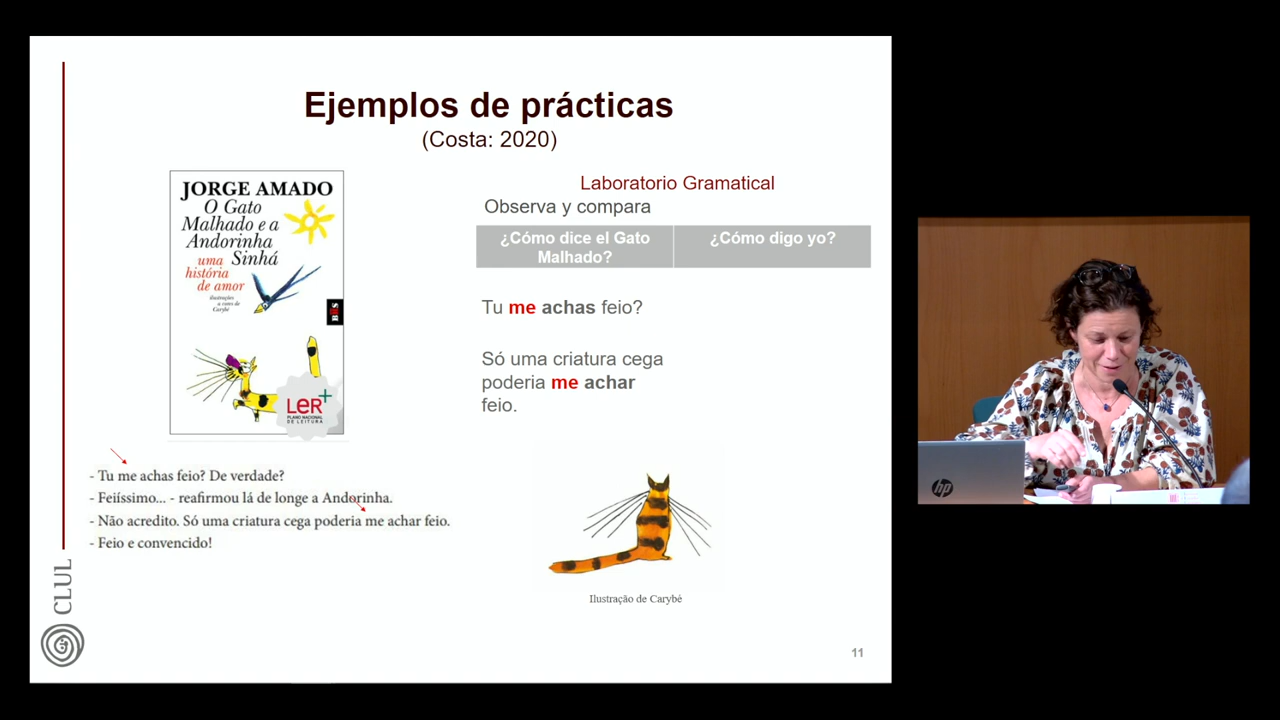 Ejemplos de prácticas
(Costa: 2020)
JORGE AMADO
O Gato
Malhado e a
Andorinha
Sinhá
uma
história
de amor
ilustrações
a cores de
Carybé
LeR+
PLANO NACIONAL
DE LEITURA
Laboratorio Gramatical
Observa y compara
¿Cómo dice el Gato
Malhado?
¿Cómo digo yo?
Tu me achas feio?
Só uma criatura cega
poderia me achar
feio.
- Tu me achas feio? De verdade?
- Feiíssimo... - reafirmou lá de longe a Andorinha.
- Não acredito. Só uma criatura cega poderia me achar feio.
- Feio e convencido!
Ilustração de Carybé
CLUL
11
hp